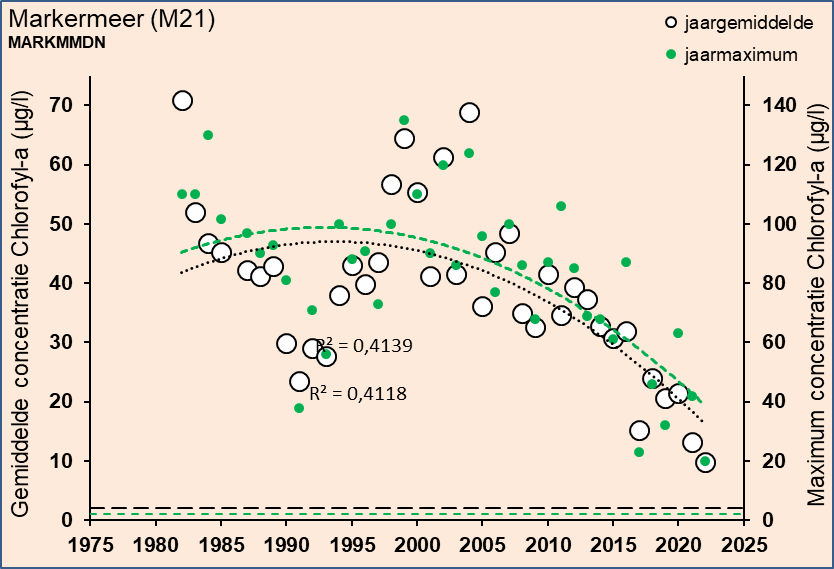 Markermeer (M21)
MARKMMDN
jaargemiddelde
jaarmaximum
Gemiddelde concentratie Chlorofyl-a (µg/l)
70
60
50
40
30
20
10
0
R² = 0,4139
R² = 0,4118
140
120
100
80
60
40
20
0
Maximum concentratie Chlorofyl-a (µg/l)
1975 1980 1985 1990 1995 2000 2005 2010 2015 2020 2025